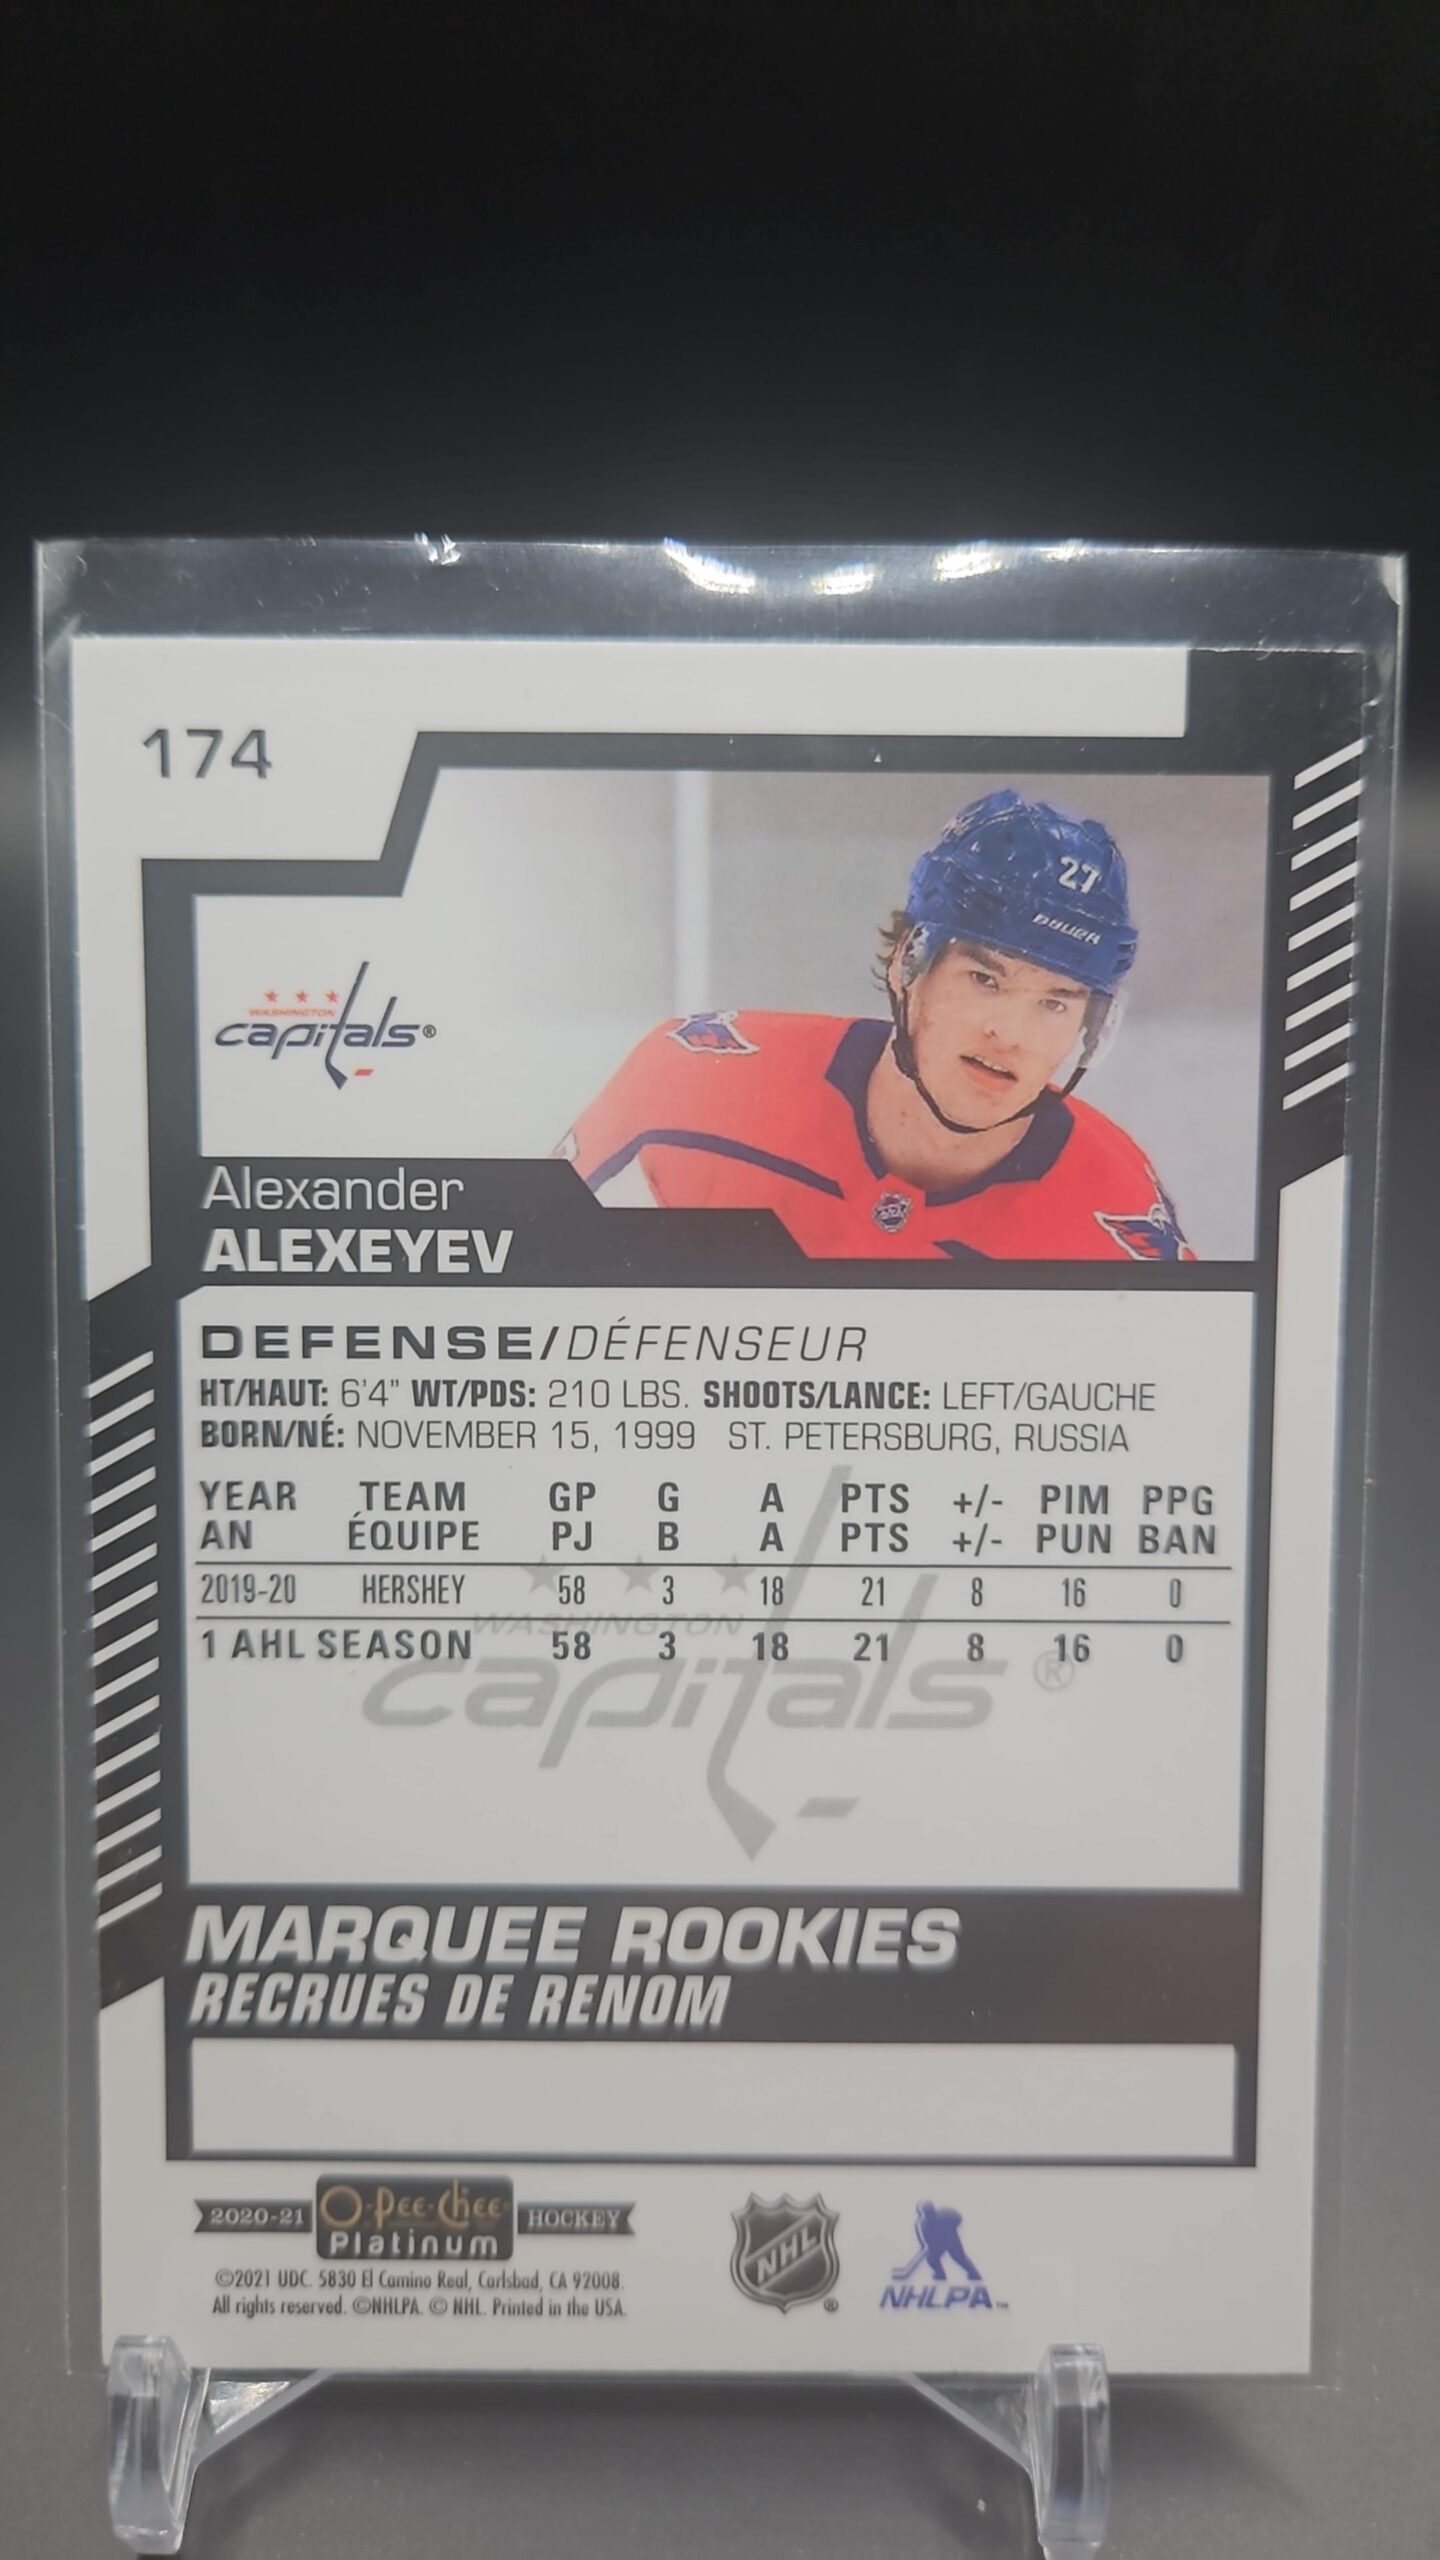 174
27
BAUER
WASHINGTON
capitals®
Alexander
ALEXEYEV
DEFENSE/DÉFENSEUR
HT/HAUT: 6'4" WT/PDS: 210 LBS. SHOOTS/LANCE: LEFT/GAUCHE
BORN/NÉ: NOVEMBER 15, 1999 ST. PETERSBURG, RUSSIA
YEAR TEAM GP G A PTS +/- PIM PPG
AN ÉQUIPE PJ B A PTS +/- PUN BAN
2019-20 HERSHEY 58 3 18 21 8 16 0
1 AHL SEASON 58 3 18 21 8 16 0
WASHINGTON
capitals®
MARQUEE ROOKIES
RECRUES DE RENOM
2020-21 O-Pee-Chee HOCKEY
Platinum
©2021 UDC. 5830 El Camino Real, Carlsbad, CA 92008.
All rights reserved. ©NHLPA. © NHL. Printed in the USA.
NHL®
NHLPA™